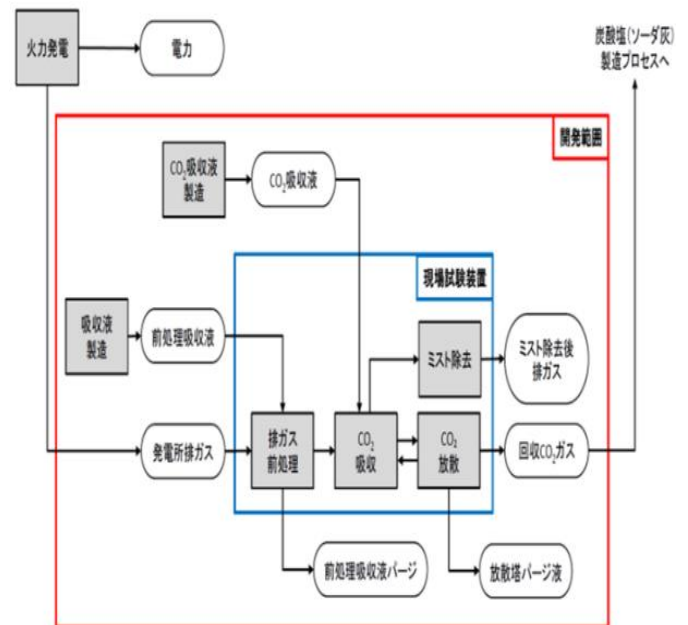 火力発電
電力
炭酸塩(ソーダ灰)
製造プロセスへ
開発範囲
CO₂吸収液
製造
CO₂吸収液
現場試験装置
吸収液
製造
前処理吸収液
ミスト除去
ミスト除去後
排ガス
発電所排ガス
排ガス
前処理
CO₂
吸収
CO₂
放散
回収CO₂ガス
前処理吸収液パージ
放散塔パージ液